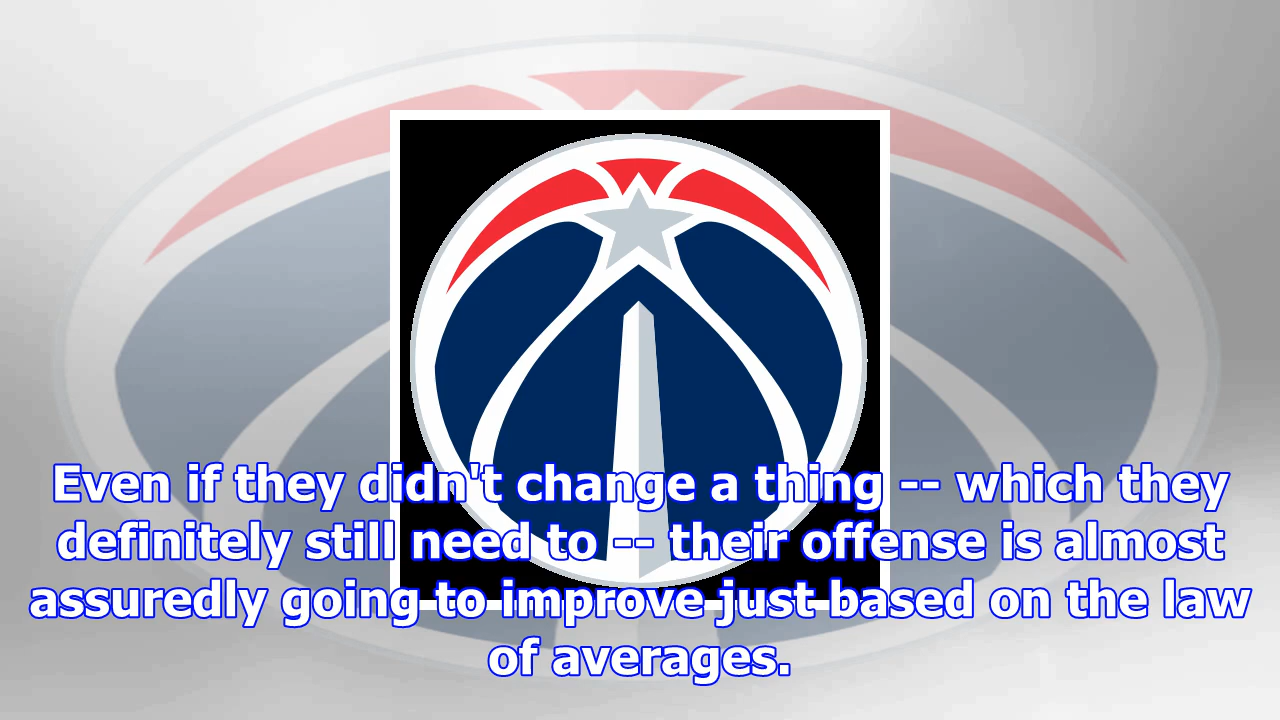 Even if they didn't change a thing -- which they
definitely still need to -- their offense is almost
assuredly going to improve just based on the law
of averages.